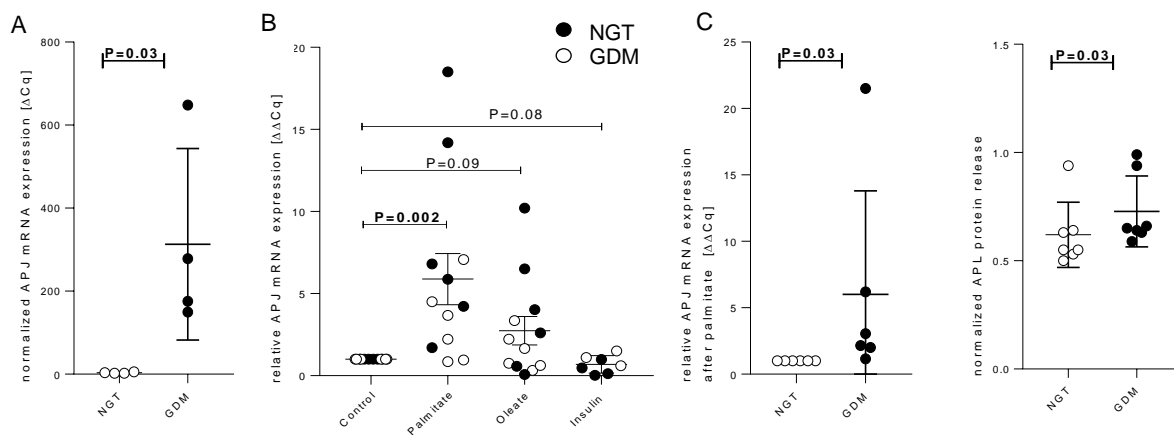 A
normalized APJ mRNA expression [ΔCq]
800
600
400
200
0
P=0.03
NGT
GDM
B
NGT
GDM
relative APJ mRNA expression [ΔΔCq]
20
15
10
5
0
P=0.08
P=0.09
P=0.002
Control
Palmitate
Oleate
Insulin
C
relative APJ mRNA expression
after palmitate [ΔΔCq]
25
20
15
10
5
0
P=0.03
NGT
GDM
normalized APL protein release
1.5
1.0
0.5
0.0
P=0.03
NGT
GDM